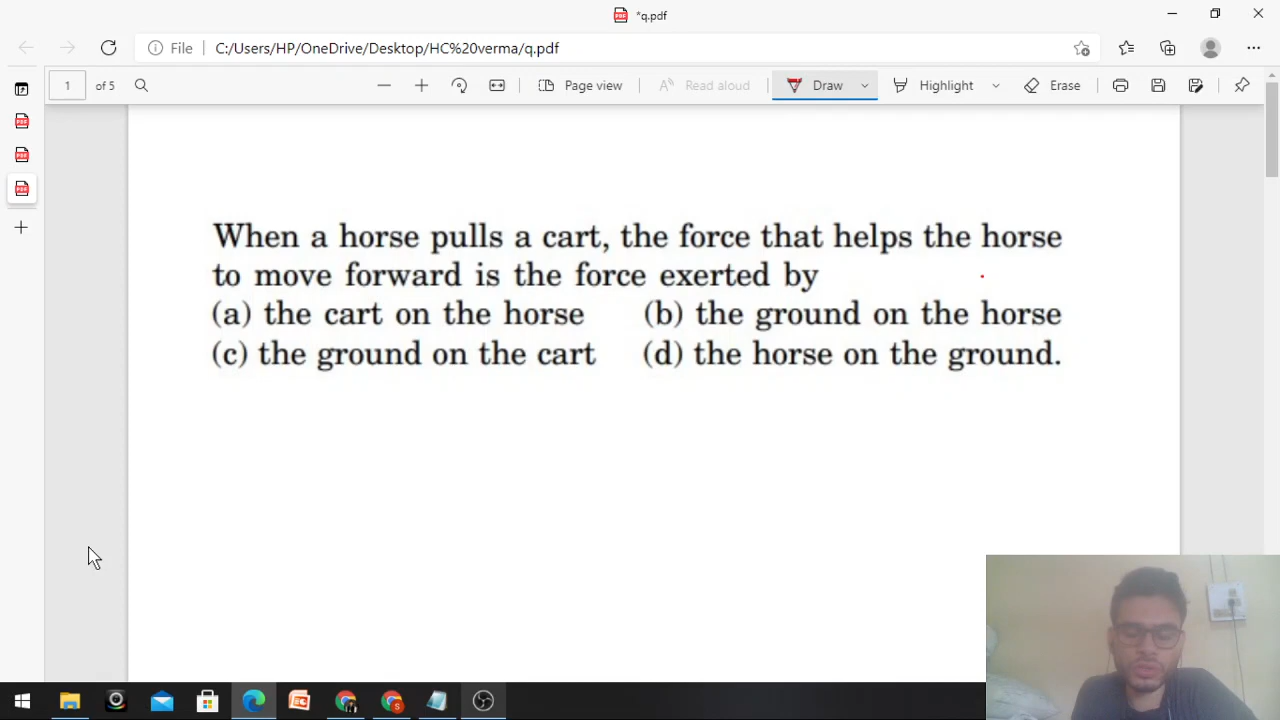 *q.pdf
File C:/Users/HP/OneDrive/Desktop/HC%20verma/q.pdf
1 of 5 Page view Read aloud Draw Highlight Erase
When a horse pulls a cart, the force that helps the horse
to move forward is the force exerted by
(a) the cart on the horse (b) the ground on the horse
(c) the ground on the cart (d) the horse on the ground.